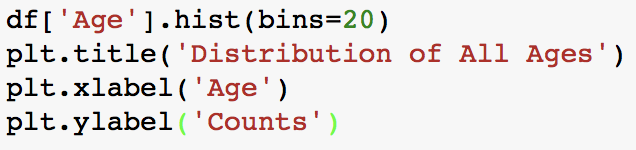 df['Age'].hist(bins=20)
plt.title('Distribution of All Ages')
plt.xlabel('Age')
plt.ylabel('Counts')